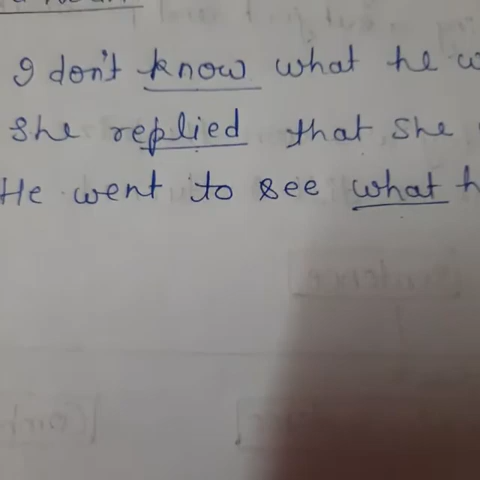 I don't know what he
she replied that she
He went to see what